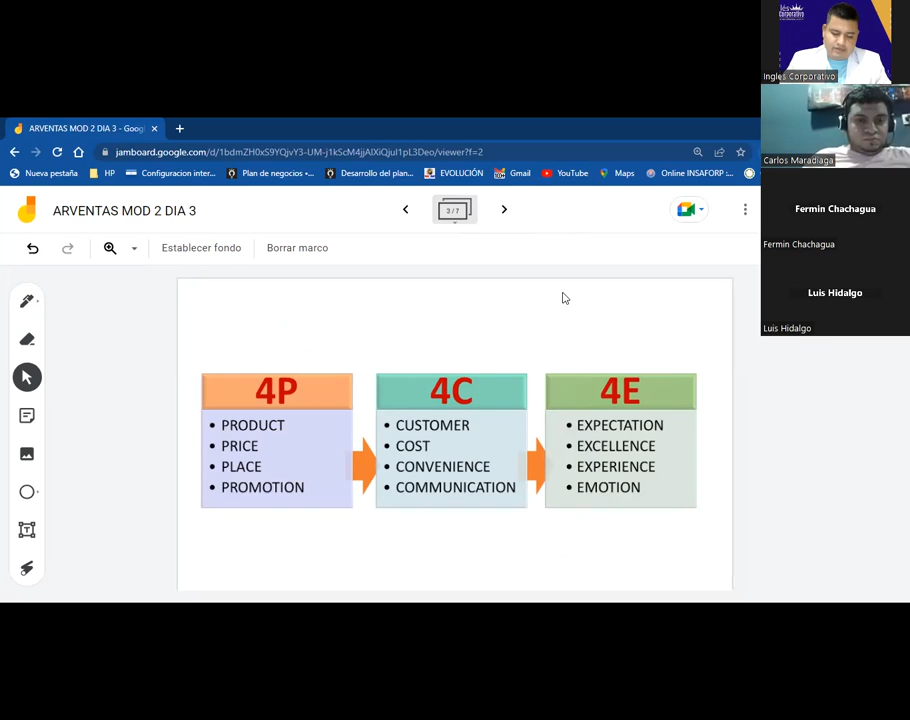 ARVENTAS MOD 2 DIA 3 - Goog
jamboard.google.com/d/1bdmZH0xS9YQjvY3-UM-j1kScM4jjAIXiQjuI1pL3Deo/viewer?f=2
Nueva pestaña
HP
Configuracion inter...
Plan de negocios •...
Desarrollo del plan...
EVOLUCIÓN
Gmail
YouTube
Maps
Online INSAFORP:...
ARVENTAS MOD 2 DIA 3
3/7
Establecer fondo
Borrar marco
4P
• PRODUCT
• PRICE
• PLACE
• PROMOTION
4C
• CUSTOMER
• COST
• CONVENIENCE
• COMMUNICATION
4E
• EXPECTATION
• EXCELLENCE
• EXPERIENCE
• EMOTION
Corporativo
Ingles Corporativo
Carlos Maradiaga
Fermin Chachagua
Fermin Chachagua
Luis Hidalgo
Luis Hidalgo